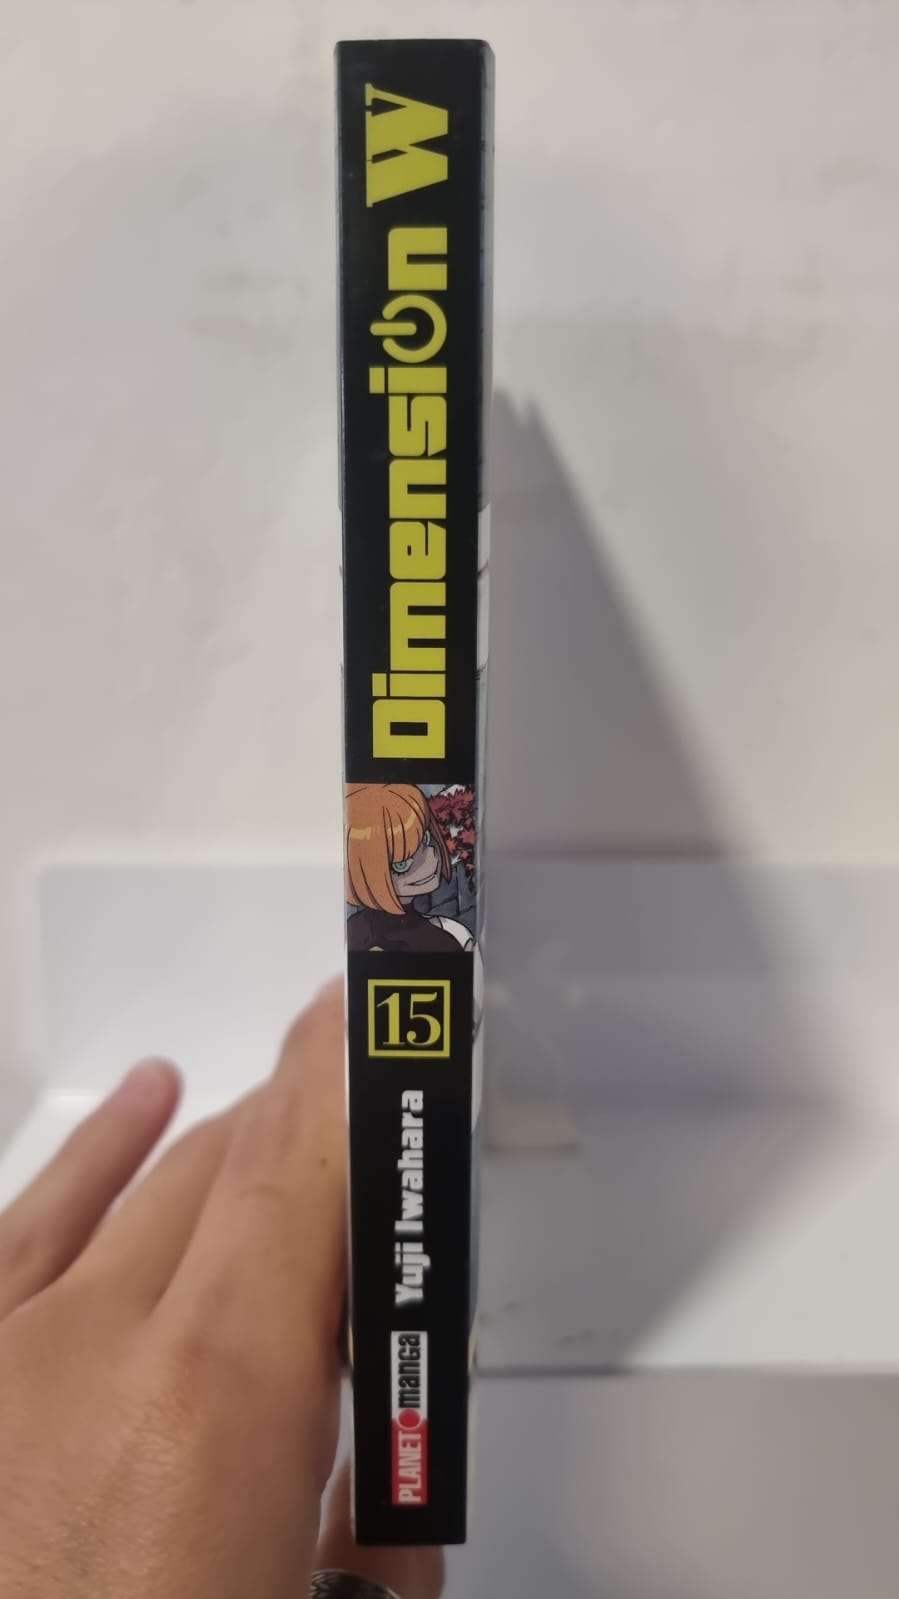 Dimension W
15
Yuji Iwahara
PLANET manga